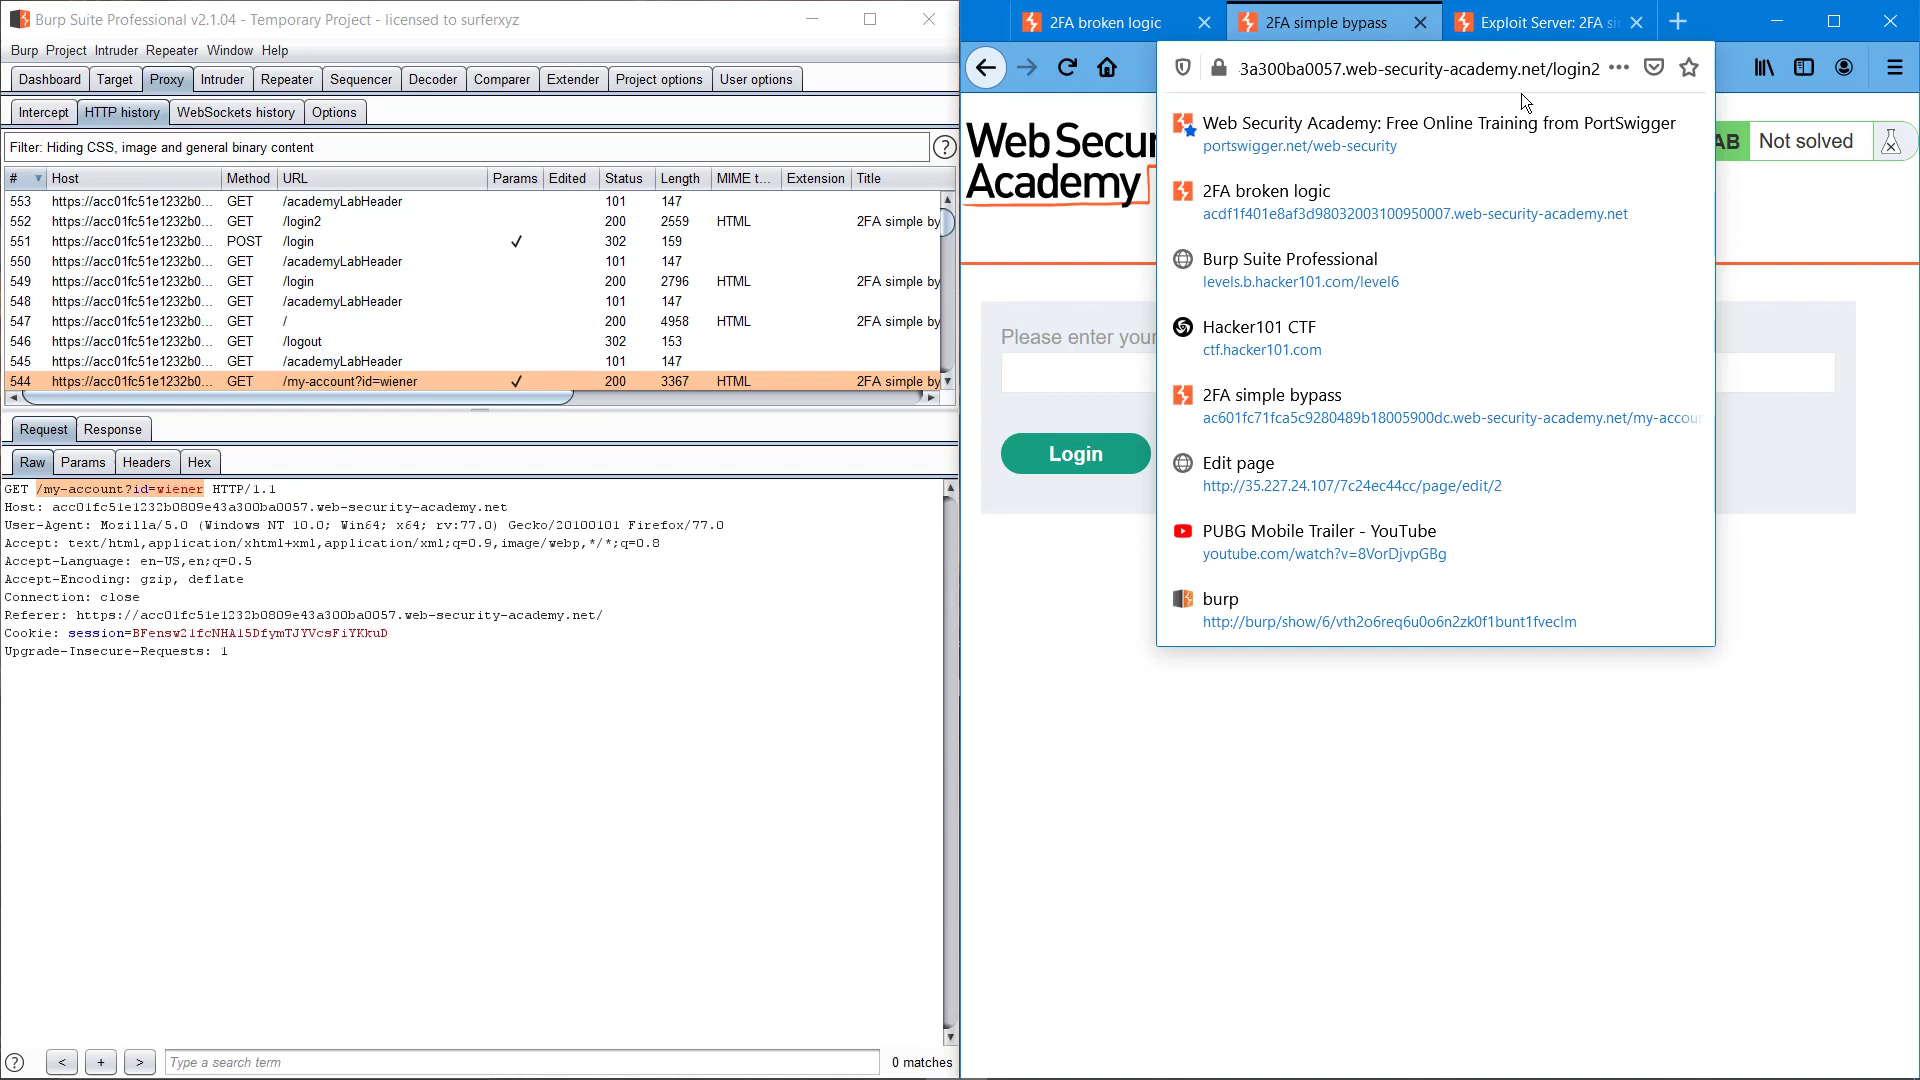 Burp Suite Professional v2.1.04 - Temporary Project - licensed to surferxyz
Burp Project Intruder Repeater Window Help
Dashboard Target Proxy Intruder Repeater Sequencer Decoder Comparer Extender Project options User options
Intercept HTTP history WebSockets history Options
Filter: Hiding CSS, image and general binary content
# Host Method URL Params Edited Status Length MIME t... Extension Title
553 https://acc01fc51e1232b0... GET /academyLabHeader 101 147
552 https://acc01fc51e1232b0... GET /login2 200 2559 HTML 2FA simple by
551 https://acc01fc51e1232b0... POST /login ✓ 302 159
550 https://acc01fc51e1232b0... GET /academyLabHeader 101 147
549 https://acc01fc51e1232b0... GET /login 200 2796 HTML 2FA simple by
548 https://acc01fc51e1232b0... GET /academyLabHeader 101 147
547 https://acc01fc51e1232b0... GET / 200 4958 HTML 2FA simple by
546 https://acc01fc51e1232b0... GET /logout 302 153
545 https://acc01fc51e1232b0... GET /academyLabHeader 101 147
544 https://acc01fc51e1232b0... GET /my-account?id=wiener ✓ 200 3367 HTML 2FA simple by
Request Response
Raw Params Headers Hex
GET /my-account?id=wiener HTTP/1.1
Host: acc01fc51e1232b0809e43a300ba0057.web-security-academy.net
User-Agent: Mozilla/5.0 (Windows NT 10.0; Win64; x64; rv:77.0) Gecko/20100101 Firefox/77.0
Accept: text/html,application/xhtml+xml,application/xml;q=0.9,image/webp,*/*;q=0.8
Accept-Language: en-US,en;q=0.5
Accept-Encoding: gzip, deflate
Connection: close
Referer: https://acc01fc51e1232b0809e43a300ba0057.web-security-academy.net/
Cookie: session=BFensw21fcNHA15DfymTJYVcsFiYKkuD
Upgrade-Insecure-Requests: 1
? < + > Type a search term 0 matches
2FA broken logic
2FA simple bypass
Exploit Server: 2FA si
3a300ba0057.web-security-academy.net/login2
Web Security Academy: Free Online Training from PortSwigger
portswigger.net/web-security
2FA broken logic
acdf1f401e8af3d98032003100950007.web-security-academy.net
Burp Suite Professional
levels.b.hacker101.com/level6
Hacker101 CTF
ctf.hacker101.com
2FA simple bypass
ac601fc71fca5c9280489b18005900dc.web-security-academy.net/my-accoun
Edit page
http://35.227.24.107/7c24ec44cc/page/edit/2
PUBG Mobile Trailer - YouTube
youtube.com/watch?v=8VorDjvpGBg
burp
http://burp/show/6/vth2o6req6u0o6n2zk0f1bunt1fveclm
Web Secur
Academy
AB Not solved
Please enter your
Login